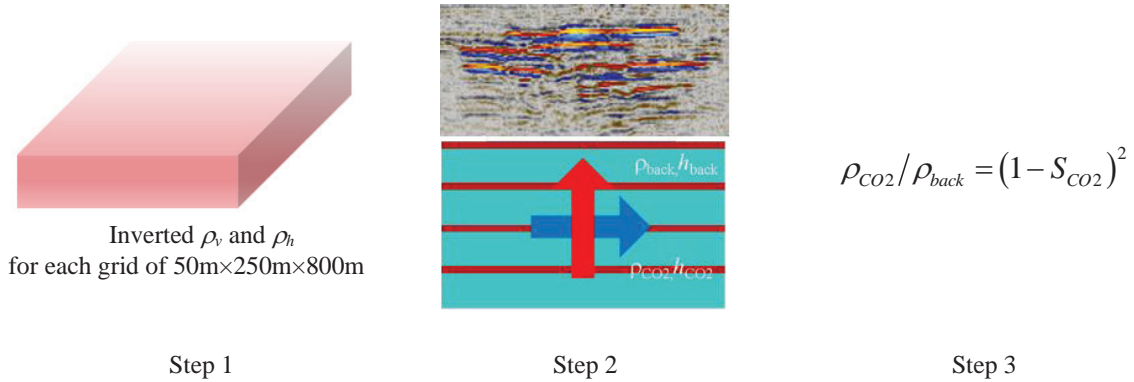 Inverted ρv and ρh
for each grid of 50m×250m×800m
ρback,hback
ρCO2,hCO2
ρCO2/ρback = (1 − SCO2)²
Step 1
Step 2
Step 3